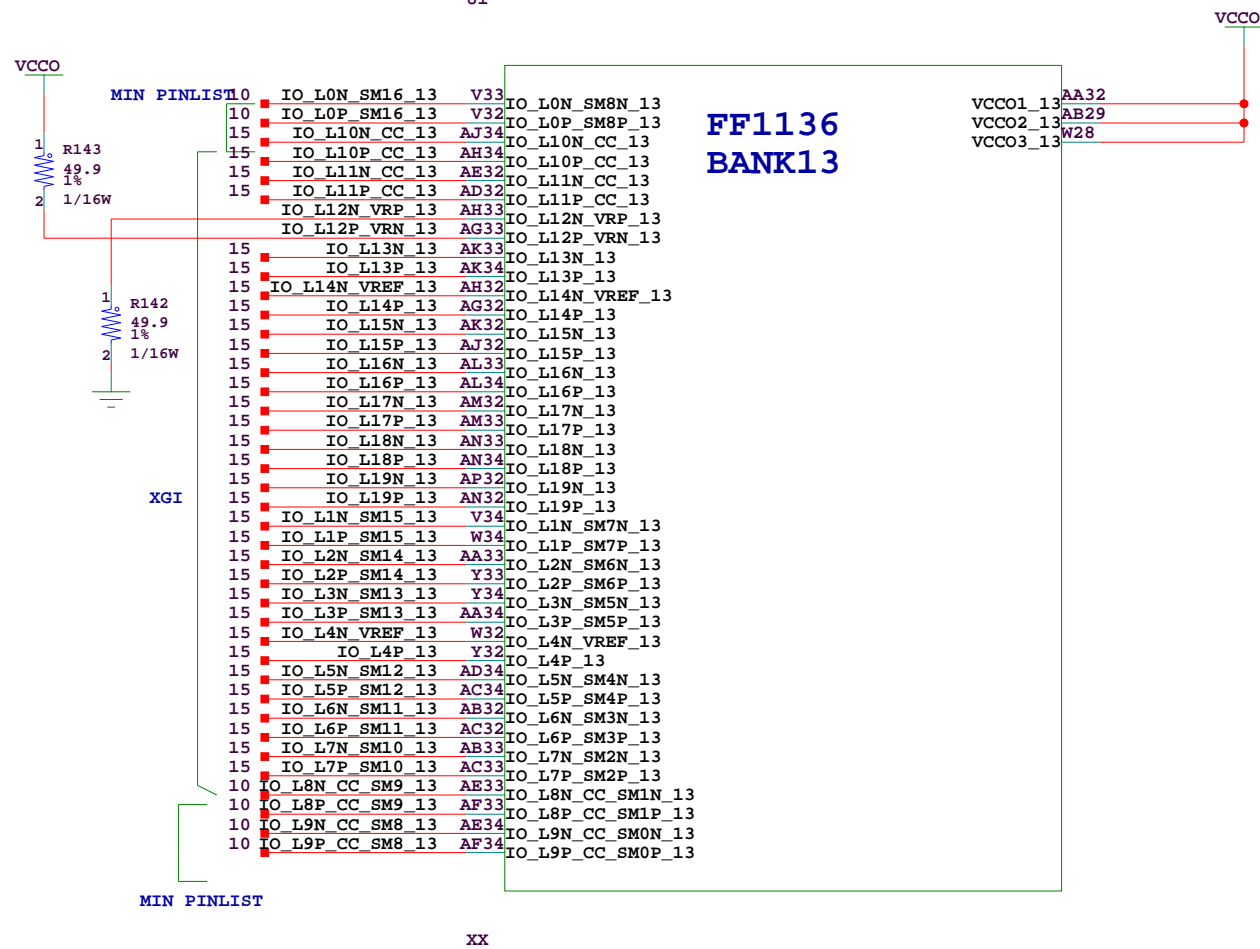 U1
VCCO
VCCO
MIN PINLIST
FF1136
BANK13
10 IO_L0N_SM16_13 V33 IO_L0N_SM8N_13
10 IO_L0P_SM16_13 V32 IO_L0P_SM8P_13
15 IO_L10N_CC_13 AJ34 IO_L10N_CC_13
15 IO_L10P_CC_13 AH34 IO_L10P_CC_13
15 IO_L11N_CC_13 AE32 IO_L11N_CC_13
15 IO_L11P_CC_13 AD32 IO_L11P_CC_13
IO_L12N_VRP_13 AH33 IO_L12N_VRP_13
IO_L12P_VRN_13 AG33 IO_L12P_VRN_13
15 IO_L13N_13 AK33 IO_L13N_13
15 IO_L13P_13 AK34 IO_L13P_13
15 IO_L14N_VREF_13 AH32 IO_L14N_VREF_13
15 IO_L14P_13 AG32 IO_L14P_13
15 IO_L15N_13 AK32 IO_L15N_13
15 IO_L15P_13 AJ32 IO_L15P_13
15 IO_L16N_13 AL33 IO_L16N_13
15 IO_L16P_13 AL34 IO_L16P_13
15 IO_L17N_13 AM32 IO_L17N_13
15 IO_L17P_13 AM33 IO_L17P_13
15 IO_L18N_13 AN33 IO_L18N_13
15 IO_L18P_13 AN34 IO_L18P_13
15 IO_L19N_13 AP32 IO_L19N_13
15 IO_L19P_13 AN32 IO_L19P_13
15 IO_L1N_SM15_13 V34 IO_L1N_SM7N_13
15 IO_L1P_SM15_13 W34 IO_L1P_SM7P_13
15 IO_L2N_SM14_13 AA33 IO_L2N_SM6N_13
15 IO_L2P_SM14_13 Y33 IO_L2P_SM6P_13
15 IO_L3N_SM13_13 Y34 IO_L3N_SM5N_13
15 IO_L3P_SM13_13 AA34 IO_L3P_SM5P_13
15 IO_L4N_VREF_13 W32 IO_L4N_VREF_13
15 IO_L4P_13 Y32 IO_L4P_13
15 IO_L5N_SM12_13 AD34 IO_L5N_SM4N_13
15 IO_L5P_SM12_13 AC34 IO_L5P_SM4P_13
15 IO_L6N_SM11_13 AB32 IO_L6N_SM3N_13
15 IO_L6P_SM11_13 AC32 IO_L6P_SM3P_13
15 IO_L7N_SM10_13 AB33 IO_L7N_SM2N_13
15 IO_L7P_SM10_13 AC33 IO_L7P_SM2P_13
10 IO_L8N_CC_SM9_13 AE33 IO_L8N_CC_SM1N_13
10 IO_L8P_CC_SM9_13 AF33 IO_L8P_CC_SM1P_13
10 IO_L9N_CC_SM8_13 AE34 IO_L9N_CC_SM0N_13
10 IO_L9P_CC_SM8_13 AF34 IO_L9P_CC_SM0P_13
VCCO1_13 AA32
VCCO2_13 AB29
VCCO3_13 W28
1
R143
49.9
1%
2 1/16W
1
R142
49.9
1%
2 1/16W
XGI
MIN PINLIST
XX